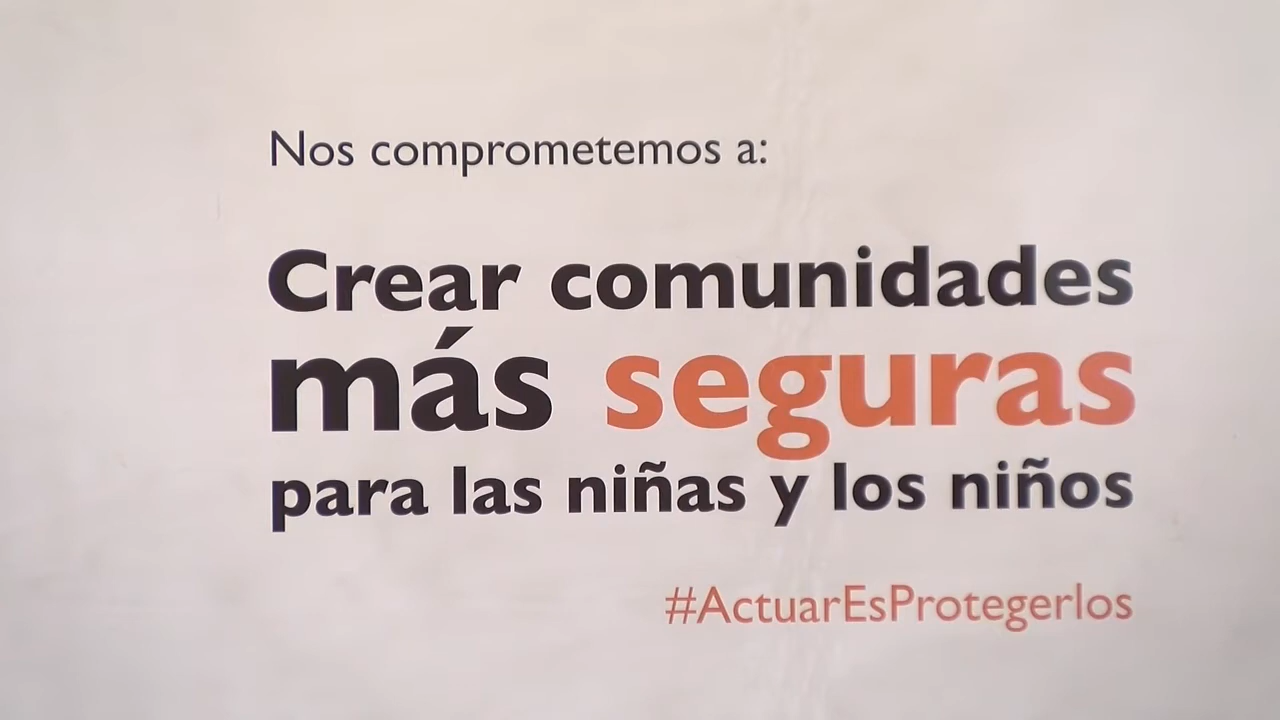 Nos comprometemos a:
Crear comunidades
más seguras
para las niñas y los niños
#ActuarEsProtegerlos